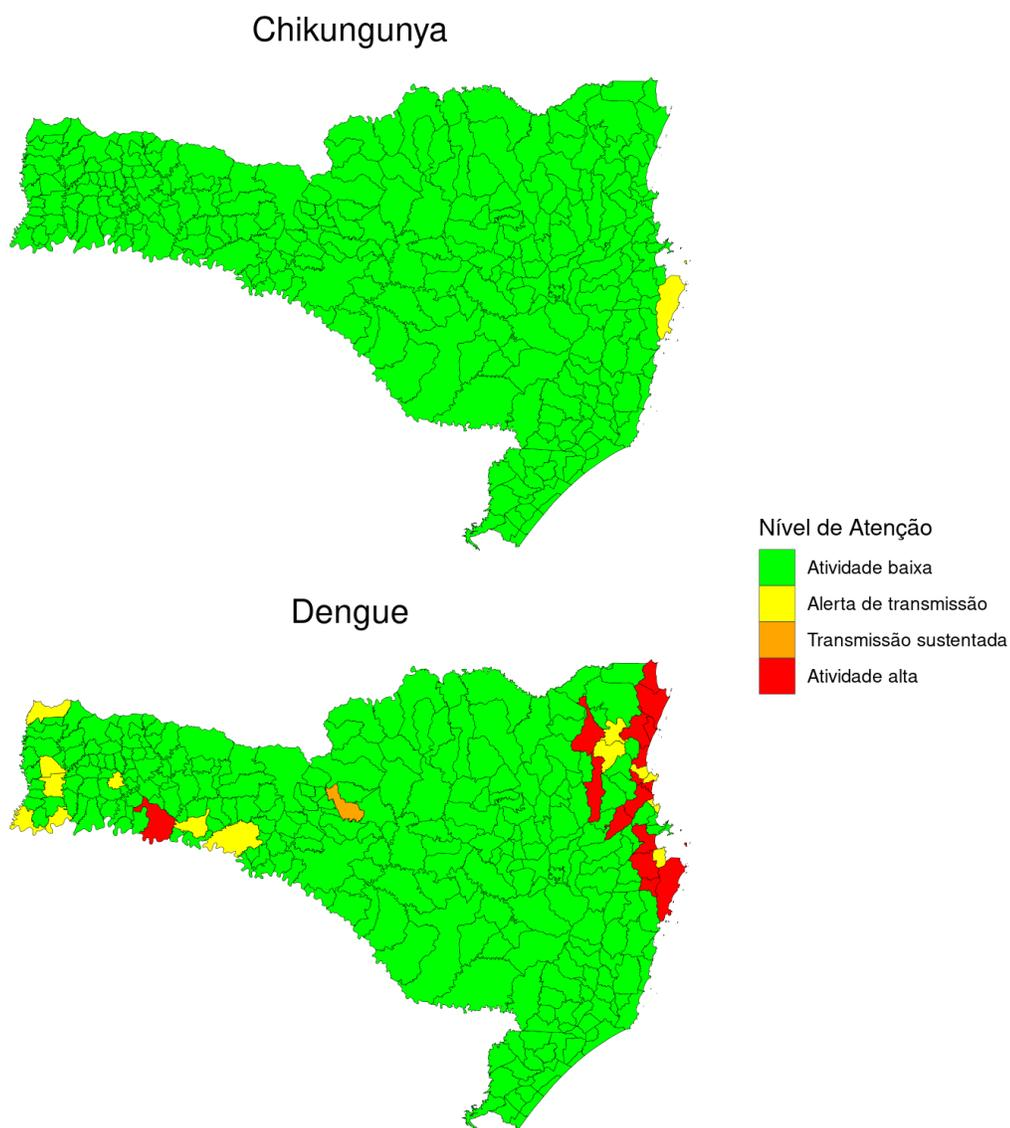 Chikungunya
Nível de Atenção
Atividade baixa
Alerta de transmissão
Transmissão sustentada
Atividade alta
Dengue